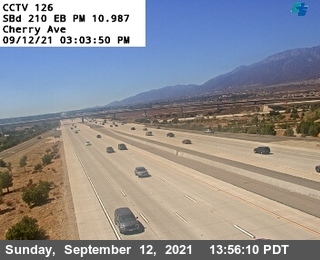 CCTV 126
SBd 210 EB PM 10.987
Cherry Ave
09/12/21 03:03:50 PM
Sunday, September 12, 2021 13:56:10 PDT